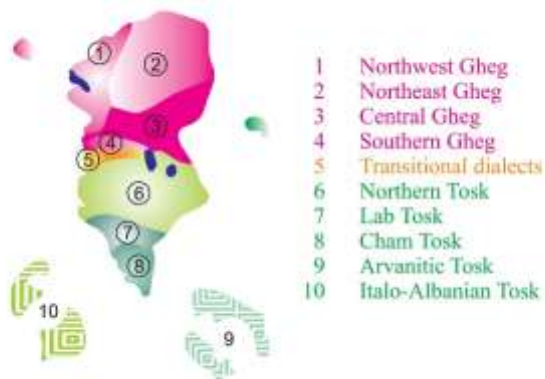 1 Northwest Gheg
2 Northeast Gheg
3 Central Gheg
4 Southern Gheg
5 Transitional dialects
6 Northern Tosk
7 Lab Tosk
8 Cham Tosk
9 Arvanitic Tosk
10 Italo-Albanian Tosk
1
2
3
4
5
6
7
8
10
9